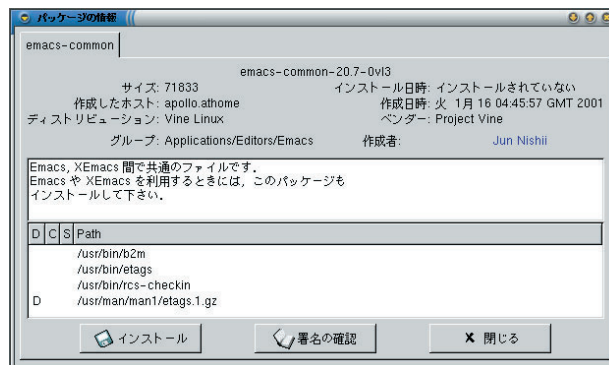 パッケージの情報
emacs-common
emacs-common-20.7-0vl3
サイズ: 71833 インストール日時: インストールされていない
作成したホスト: apollo.athome 作成日時: 火 1月 16 04:45:57 GMT 2001
ディストリビューション: Vine Linux ベンダー: Project Vine
グループ: Applications/Editors/Emacs 作成者: Jun Nishii
Emacs, XEmacs 間で共通のファイルです.
Emacs や XEmacs を利用するときには, このパッケージも
インストールして下さい.
D C S Path
/usr/bin/b2m
/usr/bin/etags
/usr/bin/rcs-checkin
D /usr/man/man1/etags.1.gz
インストール 署名の確認 閉じる